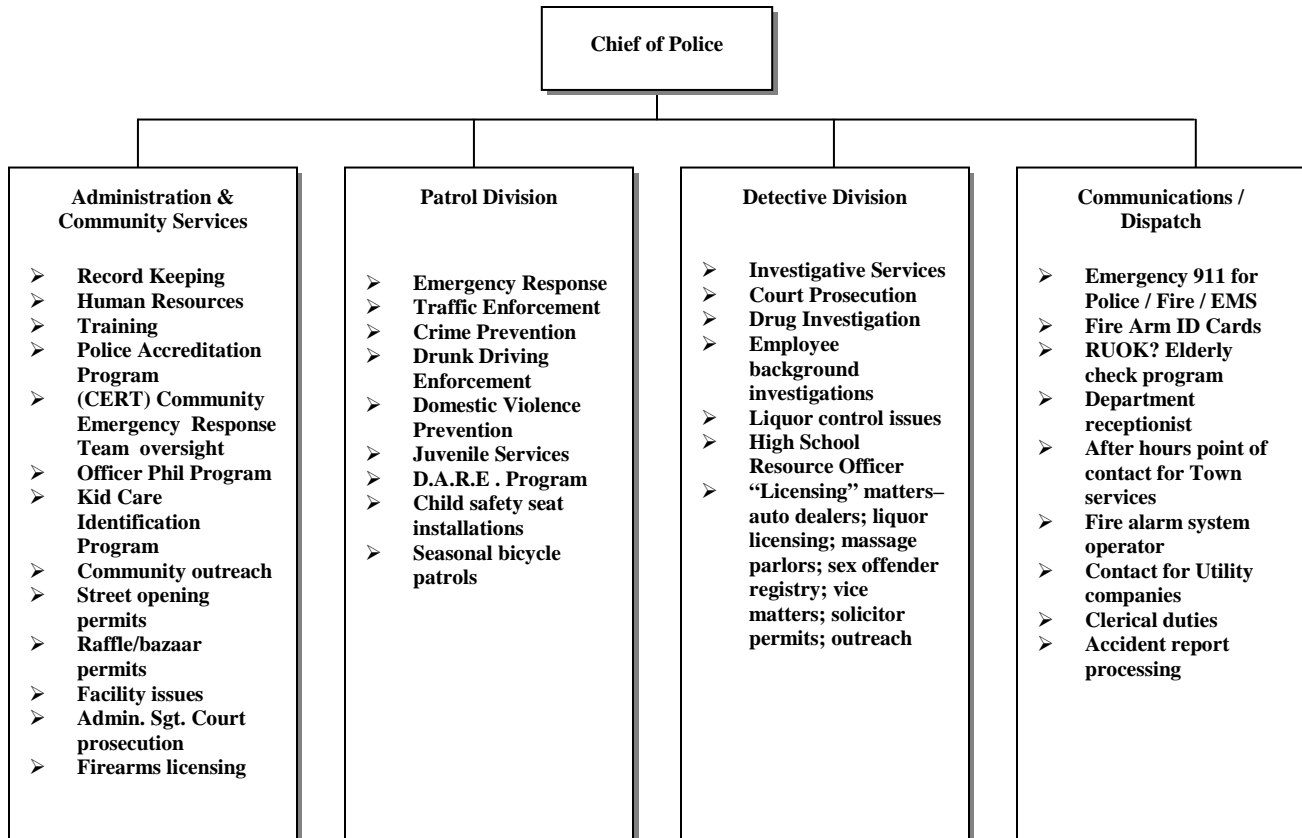 Chief of Police
Administration &
Community Services
➢ Record Keeping
➢ Human Resources
➢ Training
➢ Police Accreditation
Program
➢ (CERT) Community
Emergency Response
Team oversight
➢ Officer Phil Program
➢ Kid Care
Identification
Program
➢ Community outreach
➢ Street opening
permits
➢ Raffle/bazaar
permits
➢ Facility issues
➢ Admin. Sgt. Court
prosecution
➢ Firearms licensing
Patrol Division
➢ Emergency Response
➢ Traffic Enforcement
➢ Crime Prevention
➢ Drunk Driving
Enforcement
➢ Domestic Violence
Prevention
➢ Juvenile Services
➢ D.A.R.E . Program
➢ Child safety seat
installations
➢ Seasonal bicycle
patrols
Detective Division
➢ Investigative Services
➢ Court Prosecution
➢ Drug Investigation
➢ Employee
background
investigations
➢ Liquor control issues
➢ High School
Resource Officer
➢ “Licensing” matters–
auto dealers; liquor
licensing; massage
parlors; sex offender
registry; vice
matters; solicitor
permits; outreach
Communications /
Dispatch
➢ Emergency 911 for
Police / Fire / EMS
➢ Fire Arm ID Cards
➢ RUOK? Elderly
check program
➢ Department
receptionist
➢ After hours point of
contact for Town
services
➢ Fire alarm system
operator
➢ Contact for Utility
companies
➢ Clerical duties
➢ Accident report
processing